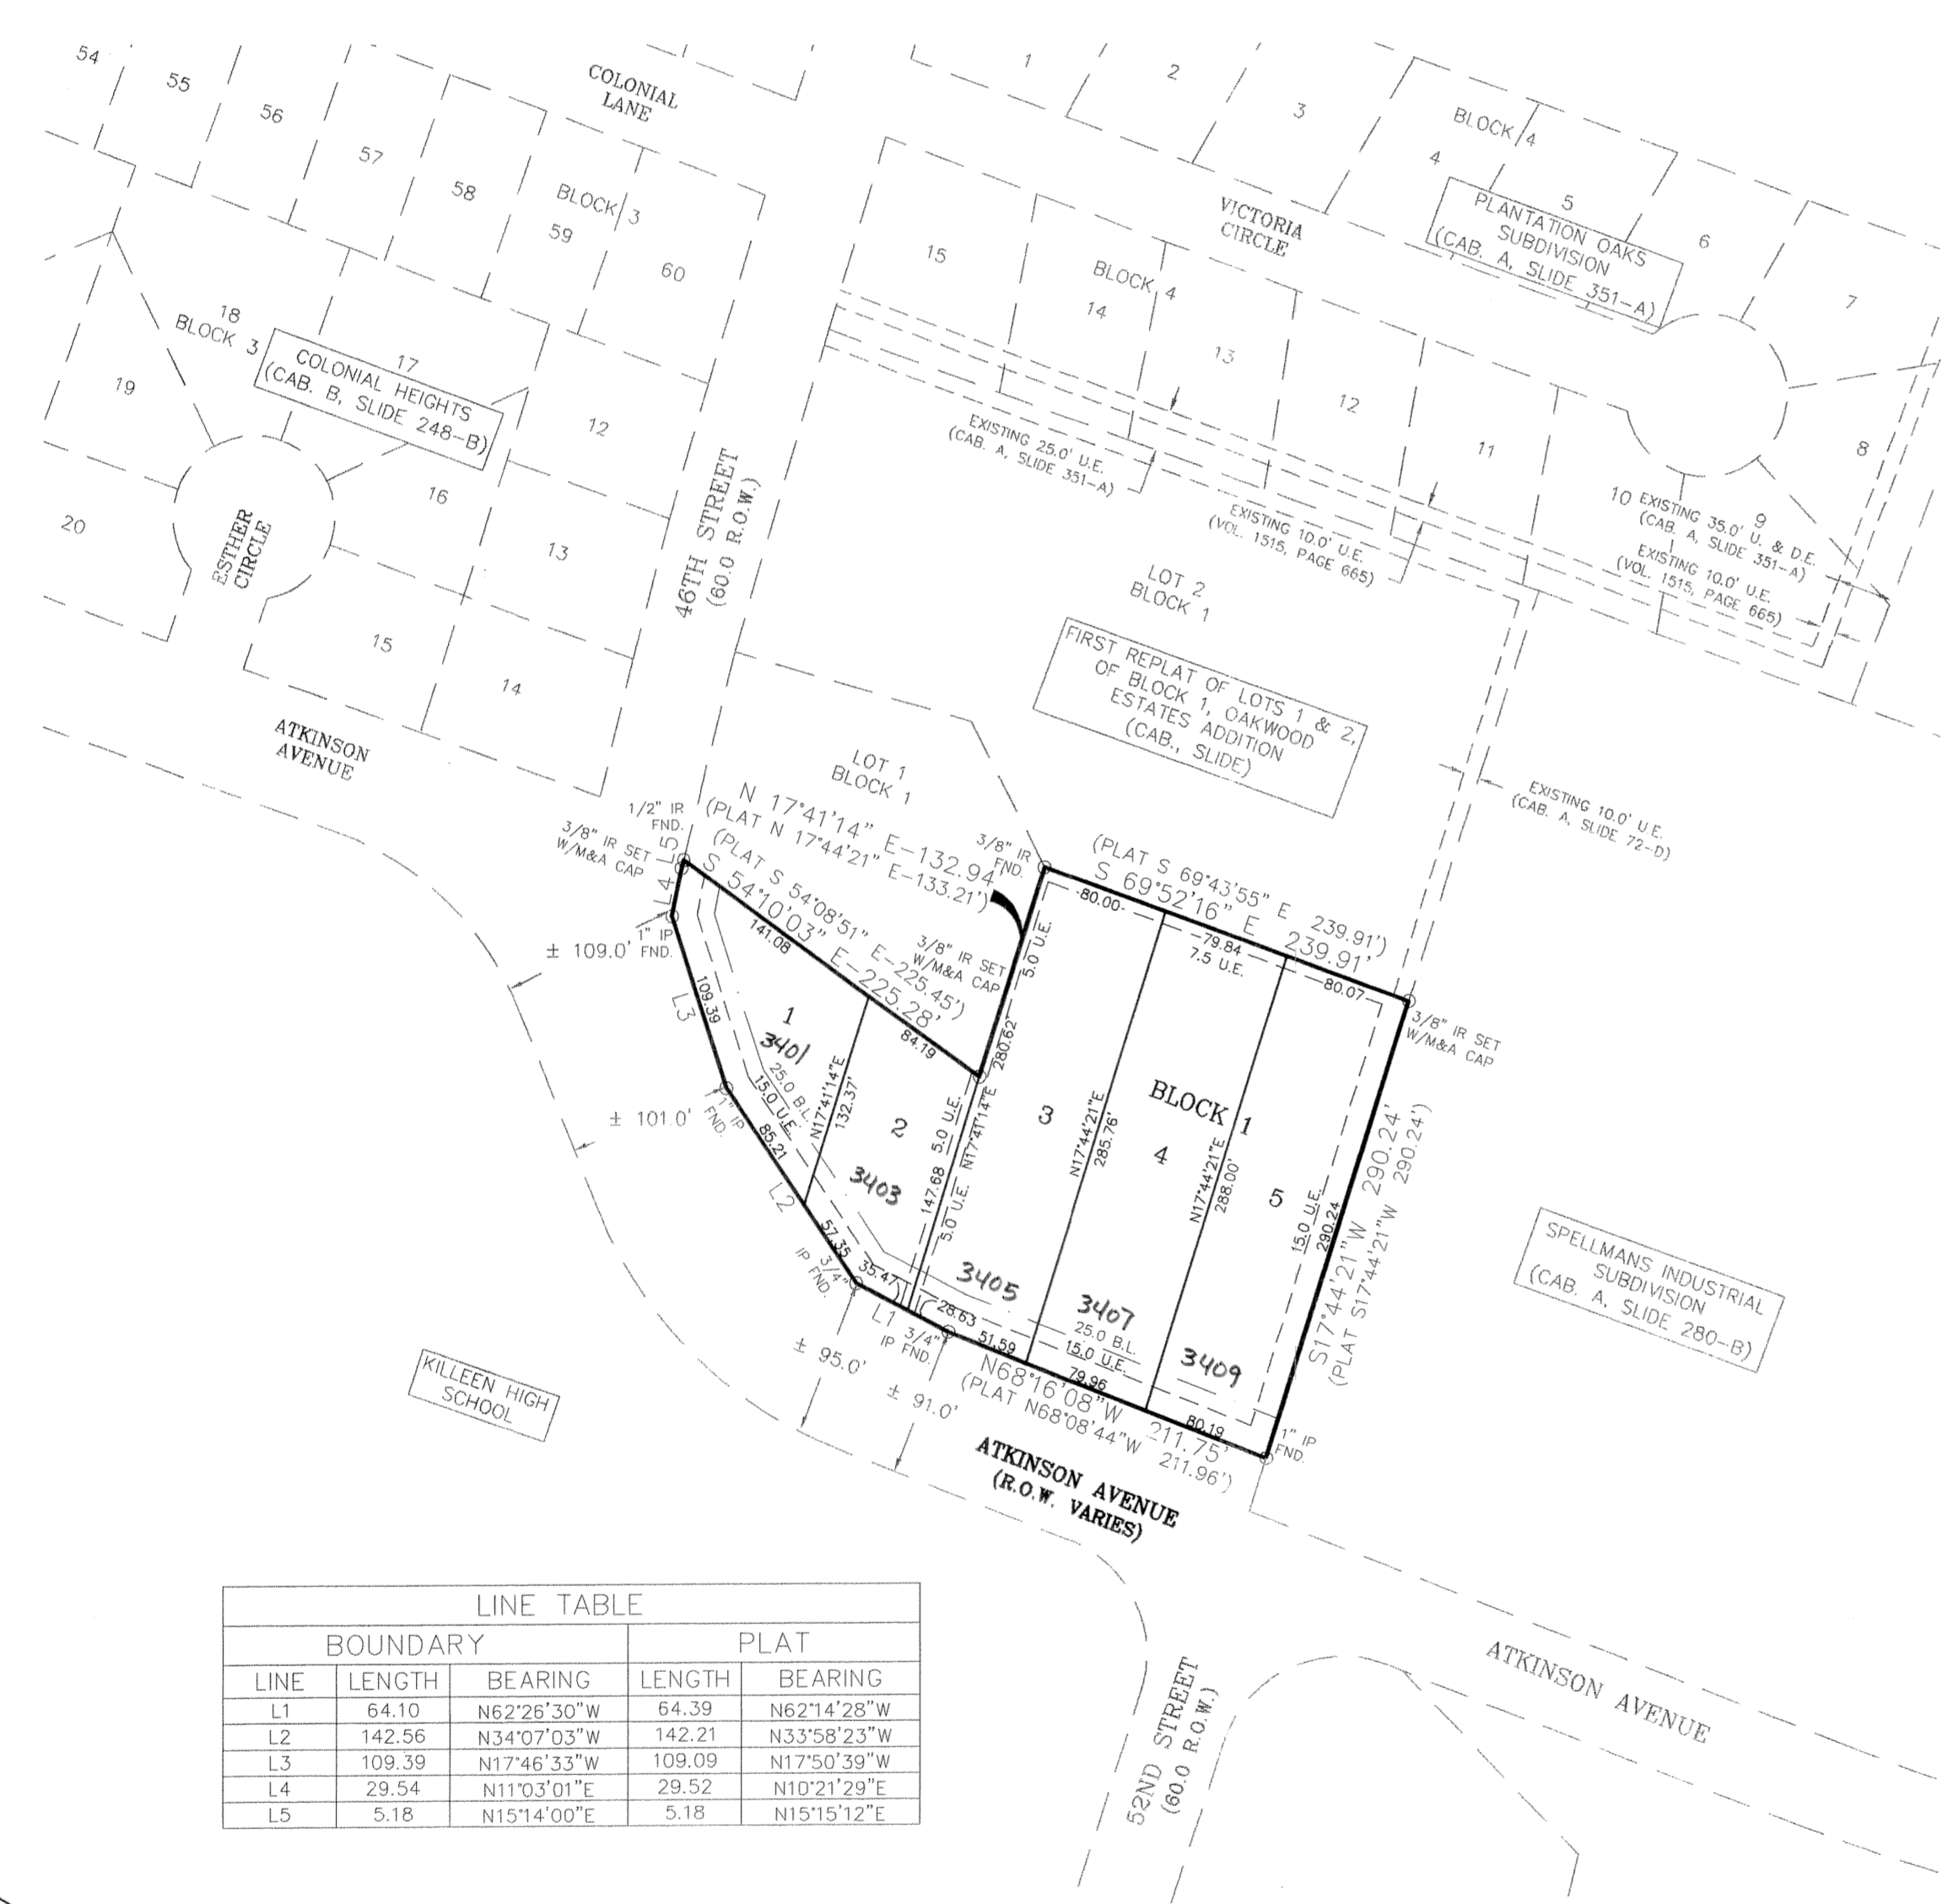 54
55
56
57
58
BLOCK 3
59
60
COLONIAL
LANE
1
2
3
BLOCK 4
4
5
6
7
8
9
10
PLANTATION OAKS
SUBDIVISION
(CAB. A, SLIDE 351-A)
VICTORIA
CIRCLE
15
BLOCK 4
14
13
12
11
18
BLOCK 3
17
COLONIAL HEIGHTS
(CAB. B, SLIDE 248-B)
19
12
16
13
20
ESTHER
CIRCLE
15
14
46TH STREET
(60.0 R.O.W.)
EXISTING 25.0' U.E.
(CAB. A, SLIDE 351-A)
EXISTING 10.0' U.E.
(VOL. 1515, PAGE 665)
EXISTING 35.0' U. & D.E.
(CAB. A, SLIDE 351-A)
EXISTING 10.0' U.E.
(VOL. 1515, PAGE 665)
LOT 2
BLOCK 1
FIRST REPLAT OF LOTS 1 & 2,
OF BLOCK 1, OAKWOOD
ESTATES ADDITION
(CAB., SLIDE)
ATKINSON
AVENUE
LOT 1
BLOCK 1
EXISTING 10.0' U.E.
(CAB. A, SLIDE 72-D)
1/2" IR
FND.
3/8" IR SET
W/M&A CAP
L5
L4
N 17°41'14" E-132.94'
(PLAT N 17°44'21" E-133.21')
(PLAT S 54°08'51" E-225.45')
S 54°10'03" E-225.28'
3/8" IR
FND.
(PLAT S 69°43'55" E 239.91')
S 69°52'16" E 239.91'
80.00
79.84
7.5 U.E.
80.07
3/8" IR SET
W/M&A CAP
3/8" IR SET
W/M&A CAP
5.0 U.E.
1" IP
FND.
± 109.0'
141.08
84.19
109.39
L3
1
3401
25.0 B.L.
15.0 U.E.
N17°41'14"E
132.37'
2
3403
1" IP
FND.
± 101.0'
85.21
L2
57.35
3/4"
IP FND.
35.47
147.68 5.0 U.E.
5.0 U.E. N17°41'14"E 280.62'
3
N17°44'21"E
285.76'
BLOCK 1
4
N17°44'21"E
288.00'
5
15.0 U.E.
290.24
S17°44'21"W 290.24'
(PLAT S17°44'21"W 290.24')
3405
3407
25.0 B.L.
15.0 U.E.
3409
L1
28.63
3/4"
IP FND.
51.59
79.96
80.19
1" IP
FND.
N68°16'08"W 211.75'
(PLAT N68°08'44"W 211.96')
± 95.0'
± 91.0'
SPELLMANS INDUSTRIAL
SUBDIVISION
(CAB. A, SLIDE 280-B)
KILLEEN HIGH
SCHOOL
ATKINSON AVENUE
(R.O.W. VARIES)
ATKINSON AVENUE
52ND STREET
(60.0 R.O.W.)
LINE TABLE
BOUNDARY PLAT
LINE LENGTH BEARING LENGTH BEARING
L1 64.10 N62°26'30"W 64.39 N62°14'28"W
L2 142.56 N34°07'03"W 142.21 N33°58'23"W
L3 109.39 N17°46'33"W 109.09 N17°50'39"W
L4 29.54 N11°03'01"E 29.52 N10°21'29"E
L5 5.18 N15°14'00"E 5.18 N15°15'12"E